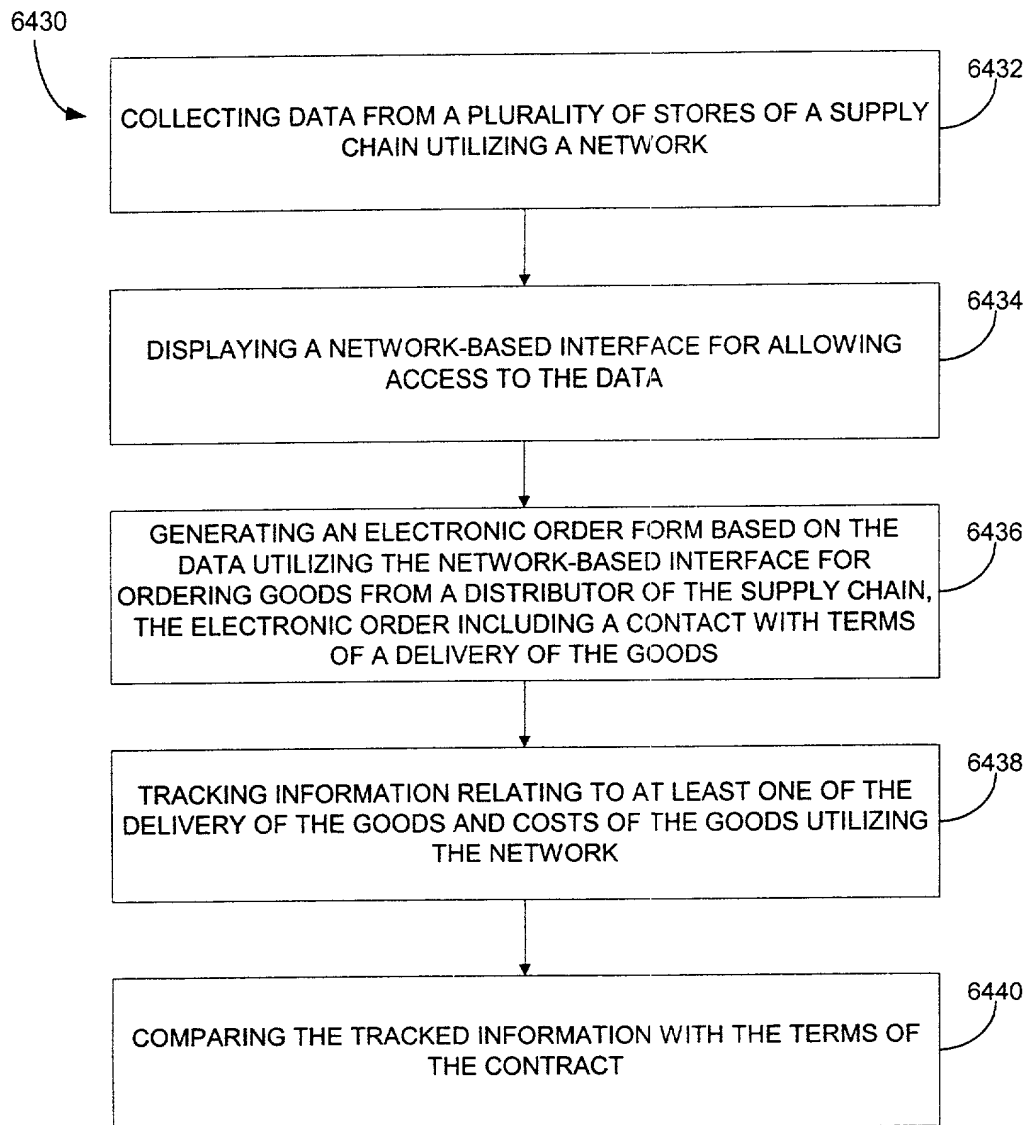 6430
6432
COLLECTING DATA FROM A PLURALITY OF STORES OF A SUPPLY
CHAIN UTILIZING A NETWORK
6434
DISPLAYING A NETWORK-BASED INTERFACE FOR ALLOWING
ACCESS TO THE DATA
GENERATING AN ELECTRONIC ORDER FORM BASED ON THE
DATA UTILIZING THE NETWORK-BASED INTERFACE FOR
ORDERING GOODS FROM A DISTRIBUTOR OF THE SUPPLY CHAIN,
THE ELECTRONIC ORDER INCLUDING A CONTACT WITH TERMS
OF A DELIVERY OF THE GOODS
6436
6438
TRACKING INFORMATION RELATING TO AT LEAST ONE OF THE
DELIVERY OF THE GOODS AND COSTS OF THE GOODS UTILIZING
THE NETWORK
6440
COMPARING THE TRACKED INFORMATION WITH THE TERMS OF
THE CONTRACT